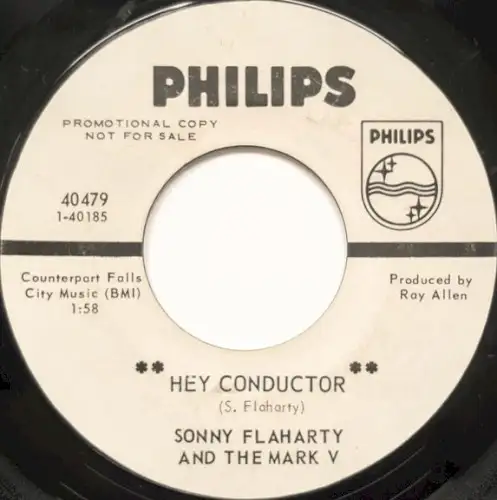 PHILIPS
PROMOTIONAL COPY
NOT FOR SALE
PHILIPS
40479
1-40185
Counterpart Falls
City Music (BMI)
1:58
Produced by
Ray Allen
** HEY CONDUCTOR **
(S. Flaharty)
SONNY FLAHARTY
AND THE MARK V